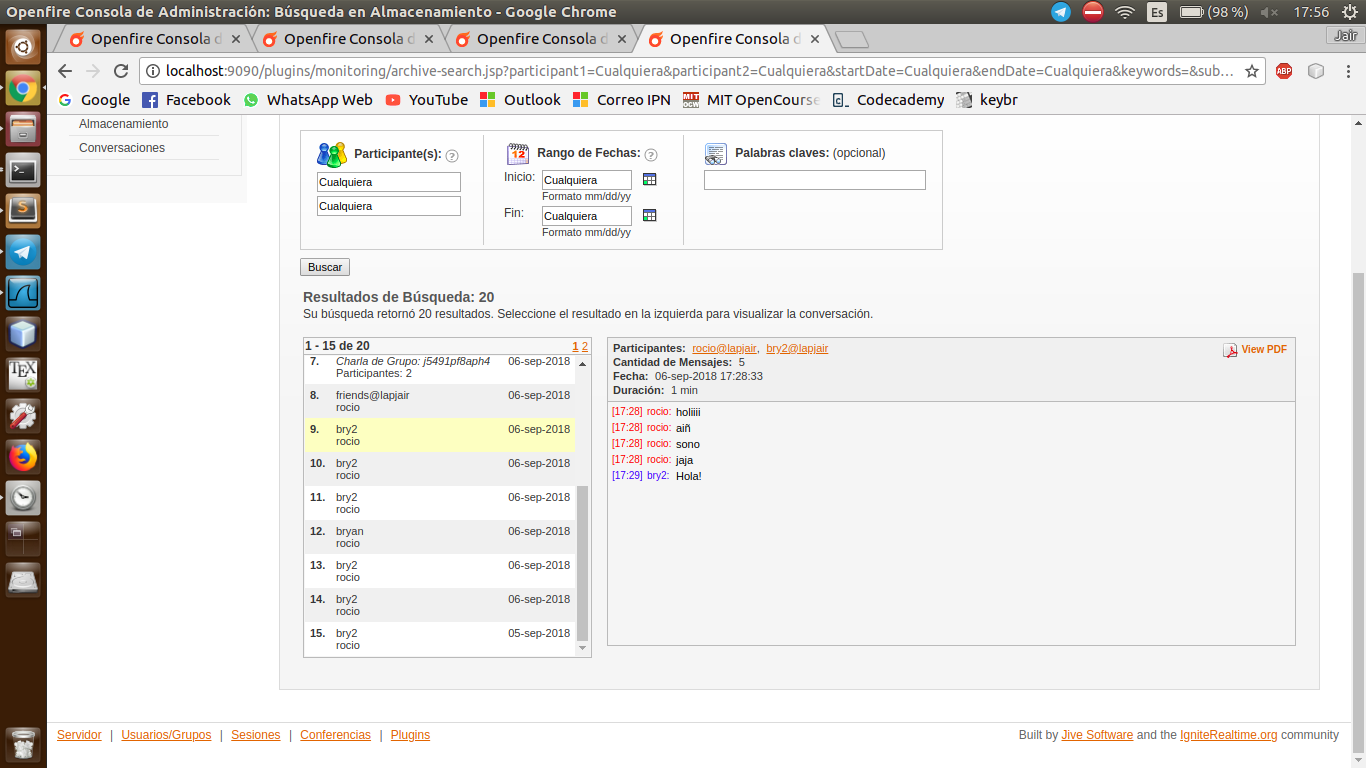 Openfire Consola de Administración: Búsqueda en Almacenamiento - Google Chrome
Es
(98 %)
17:56
Openfire Consola d
Openfire Consola d
Openfire Consola d
Openfire Consola d
Jair
localhost:9090/plugins/monitoring/archive-search.jsp?participant1=Cualquiera&participant2=Cualquiera&startDate=Cualquiera&endDate=Cualquiera&keywords=&sub...
ABP
Google
Facebook
WhatsApp Web
YouTube
Outlook
Correo IPN
MIT OpenCourse
Codecademy
keybr
Almacenamiento
Conversaciones
Participante(s):
Cualquiera
Cualquiera
12
Rango de Fechas:
Inicio:
Cualquiera
Formato mm/dd/yy
Fin:
Cualquiera
Formato mm/dd/yy
Palabras claves: (opcional)
Buscar
Resultados de Búsqueda: 20
Su búsqueda retornó 20 resultados. Seleccione el resultado en la izquierda para visualizar la conversación.
1 - 15 de 20
1 2
7. Charla de Grupo: j5491pf8aph4 06-sep-2018
Participantes: 2
8. friends@lapjair 06-sep-2018
rocio
9. bry2 06-sep-2018
rocio
10. bry2 06-sep-2018
rocio
11. bry2 06-sep-2018
rocio
12. bryan 06-sep-2018
rocio
13. bry2 06-sep-2018
rocio
14. bry2 06-sep-2018
rocio
15. bry2 05-sep-2018
rocio
Participantes: rocio@lapjair, bry2@lapjair
View PDF
Cantidad de Mensajes: 5
Fecha: 06-sep-2018 17:28:33
Duración: 1 min
[17:28] rocio: holiiii
[17:28] rocio: aiñ
[17:28] rocio: sono
[17:28] rocio: jaja
[17:29] bry2: Hola!
TEX
Servidor | Usuarios/Grupos | Sesiones | Conferencias | Plugins
Built by Jive Software and the IgniteRealtime.org community